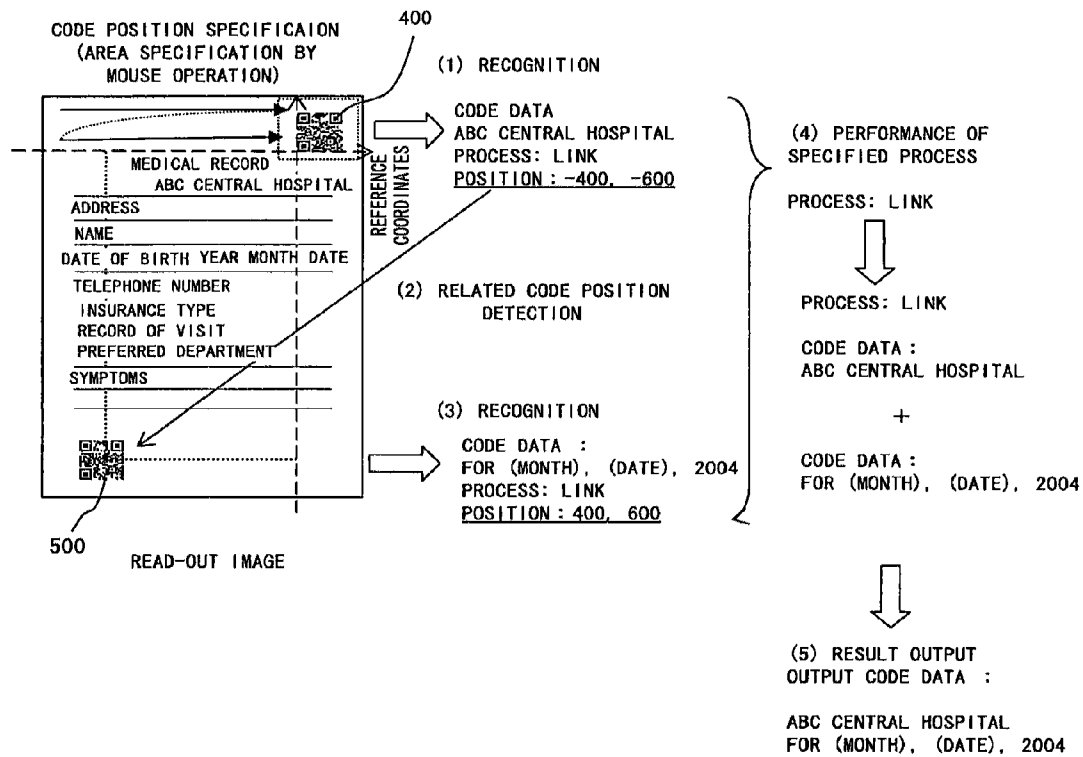 CODE POSITION SPECIFICAION
(AREA SPECIFICATION BY
MOUSE OPERATION)
400
MEDICAL RECORD
ABC CENTRAL HOSPITAL
ADDRESS
NAME
DATE OF BIRTH YEAR MONTH DATE
TELEPHONE NUMBER
INSURANCE TYPE
RECORD OF VISIT
PREFERRED DEPARTMENT
SYMPTOMS
500
READ-OUT IMAGE
REFERENCE
COORDINATES
(1) RECOGNITION
CODE DATA
ABC CENTRAL HOSPITAL
PROCESS: LINK
POSITION : -400, -600
(2) RELATED CODE POSITION
DETECTION
(3) RECOGNITION
CODE DATA :
FOR (MONTH), (DATE), 2004
PROCESS: LINK
POSITION : 400, 600
(4) PERFORMANCE OF
SPECIFIED PROCESS
PROCESS: LINK
PROCESS: LINK
CODE DATA :
ABC CENTRAL HOSPITAL
+
CODE DATA :
FOR (MONTH), (DATE), 2004
(5) RESULT OUTPUT
OUTPUT CODE DATA :
ABC CENTRAL HOSPITAL
FOR (MONTH), (DATE), 2004